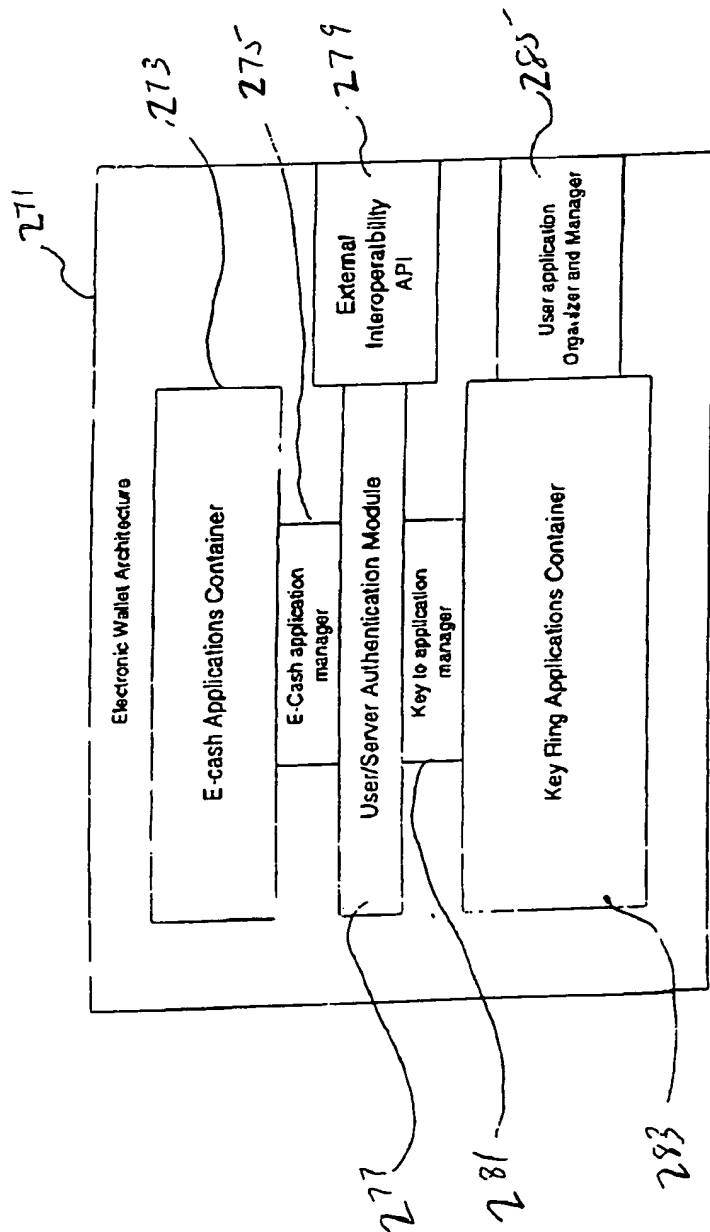 271
273
275
279
285
Electronic Wallet Architecture
E-cash Applications Container
E-Cash application
manager
User/Server Authentication Module
External
Interoperalbility
API
Key to application
manager
Key Ring Applications Container
User application
Organizer and Manager
277
281
283